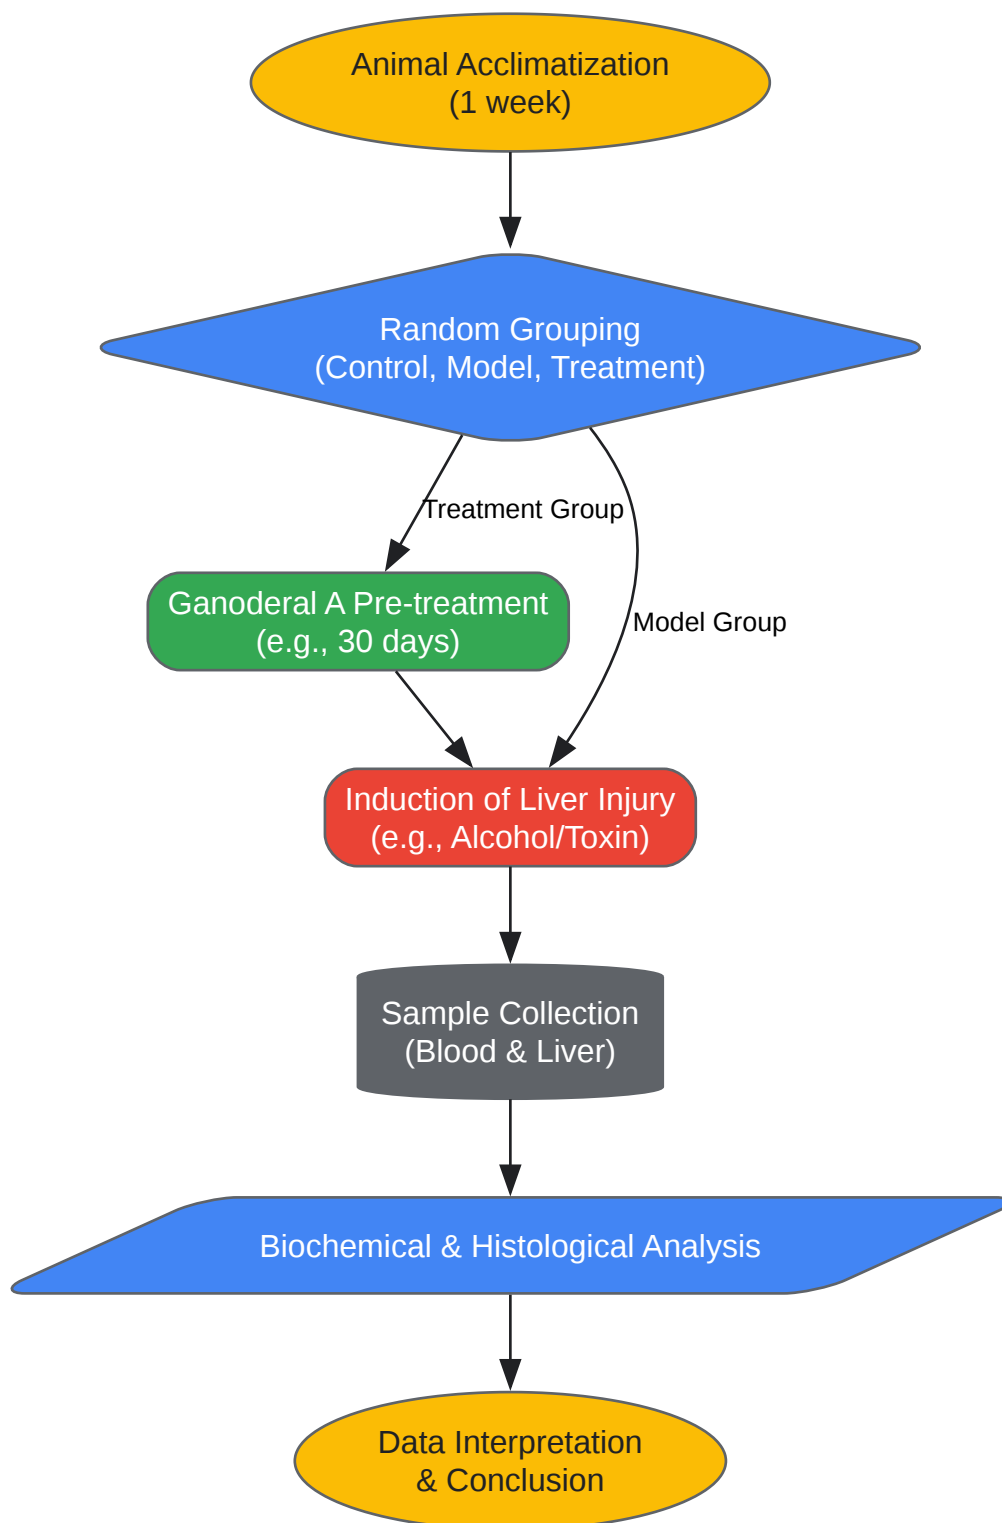 Animal Acclimatization
(1 week)
Random Grouping
(Control, Model, Treatment)
Treatment Group
Ganoderal A Pre-treatment
(e.g., 30 days)
Model Group
Induction of Liver Injury
(e.g., Alcohol/Toxin)
Sample Collection
(Blood & Liver)
Biochemical & Histological Analysis
Data Interpretation
& Conclusion